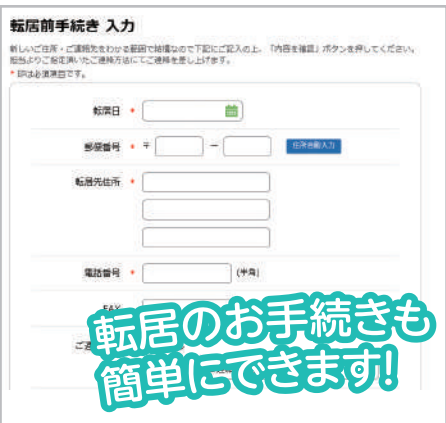 転居前手続き 入力
新しいご住所・ご連絡先をわかる範囲で結構なので下記にご記入の上、「内容を確認」ボタンを押してください。
担当よりご指定頂いたご連絡方法にてご連絡を差し上げます。
* 印は必須項目です。
転居日 *
郵便番号 * 〒 - 住所自動入力
転居先住所 *
電話番号 * (半角)
FAX
転居のお手続きも
簡単にできます!